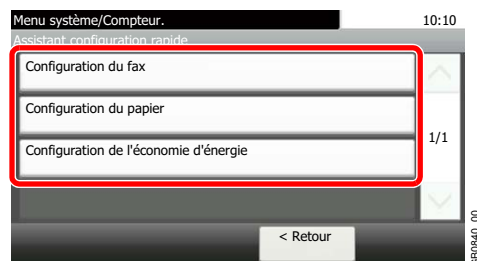 Menu système/Compteur.
10:10
Assistant configuration rapide
Configuration du fax
Configuration du papier
1/1
Configuration de l'économie d'énergie
< Retour